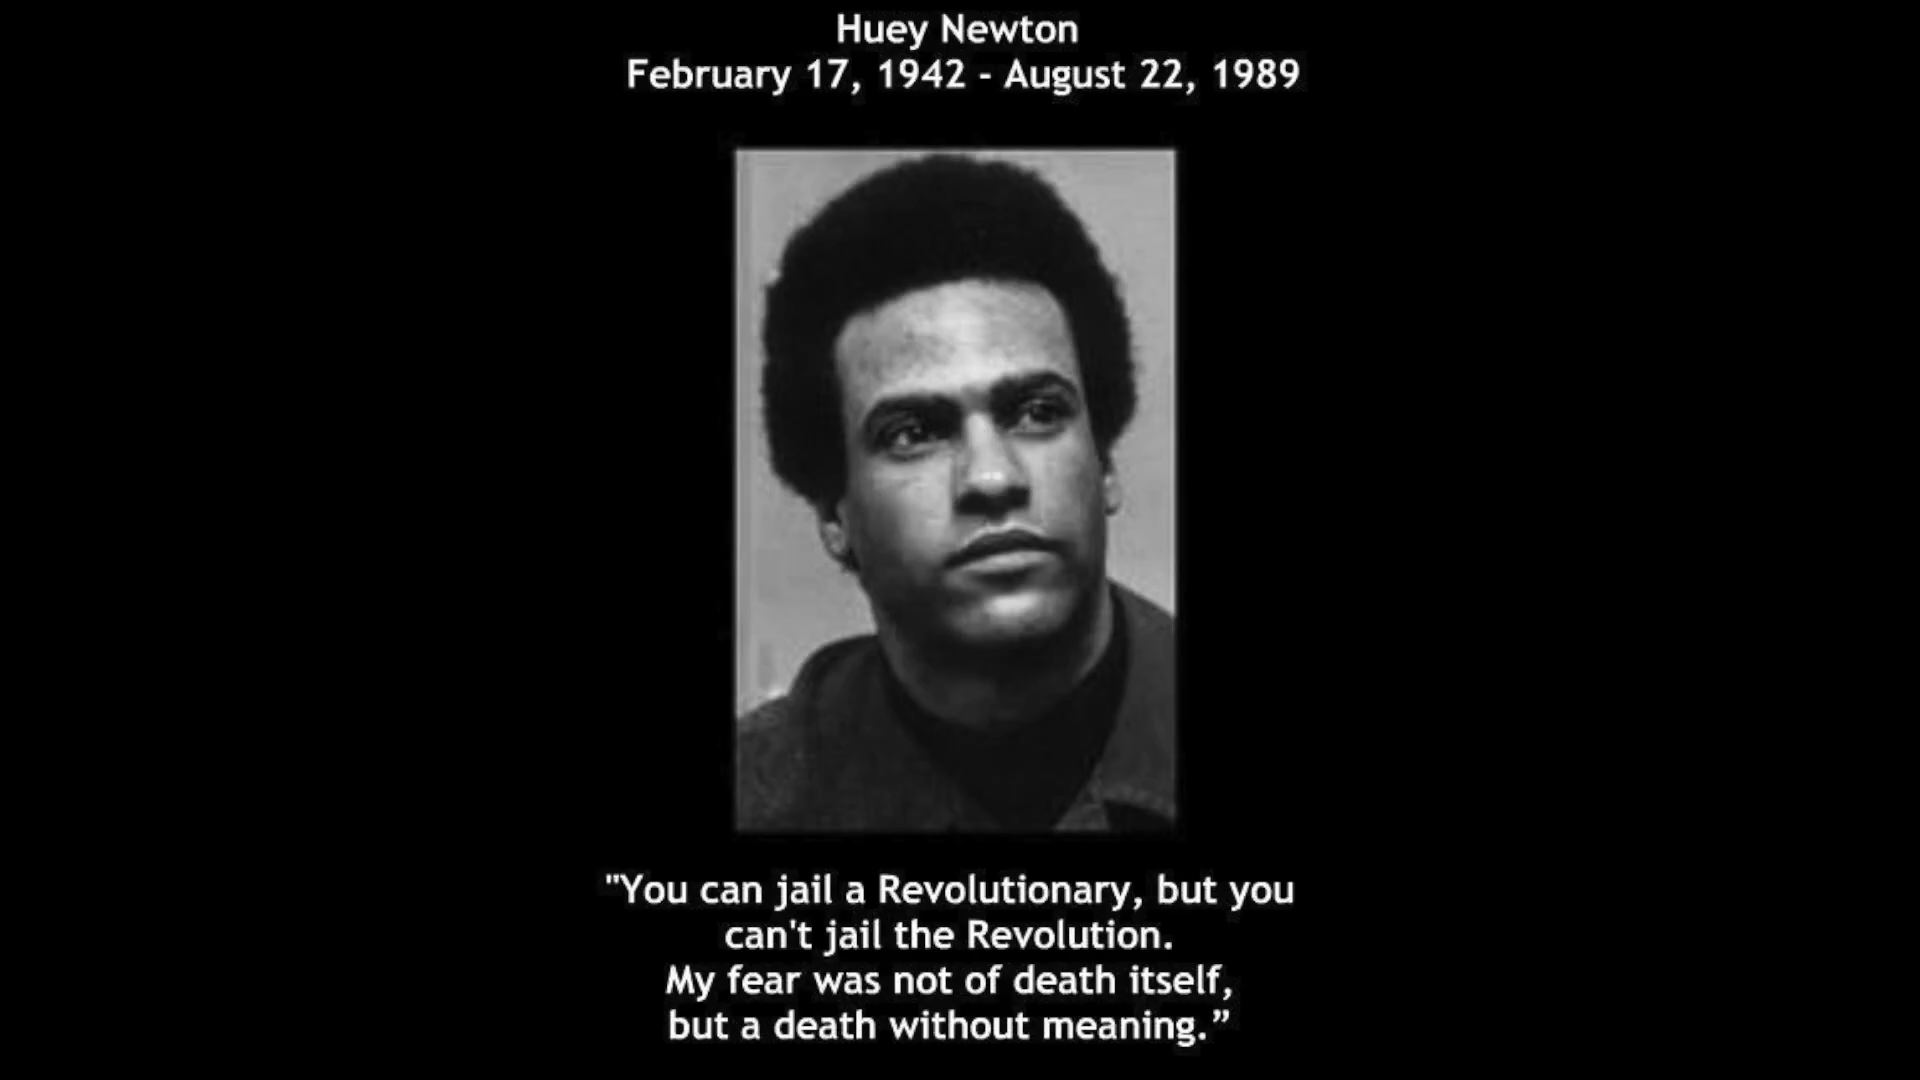 Huey Newton
February 17, 1942 - August 22, 1989
"You can jail a Revolutionary, but you
can't jail the Revolution.
My fear was not of death itself,
but a death without meaning.”